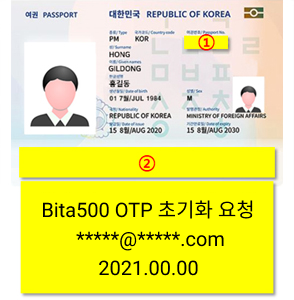 여권 PASSPORT
대한민국 REPUBLIC OF KOREA
종류/Type 국가코드/Country code 여권번호/Passport No.
PM KOR ①
성/Surname
HONG
이름/Given names
GILDONG
한글성명
홍길동
생년월일/Date of birth 성별/Sex
01 7월/JUL 1984 M
국적/Nationality 발행관청/Authority
REPUBLIC OF KOREA MINISTRY OF FOREIGN AFFAIRS
발급일/Date of issue 기간만료일/Date of expiry
15 8월/AUG 2020 15 8월/AUG 2030
②
Bita500 OTP 초기화 요청
*****@*****.com
2021.00.00